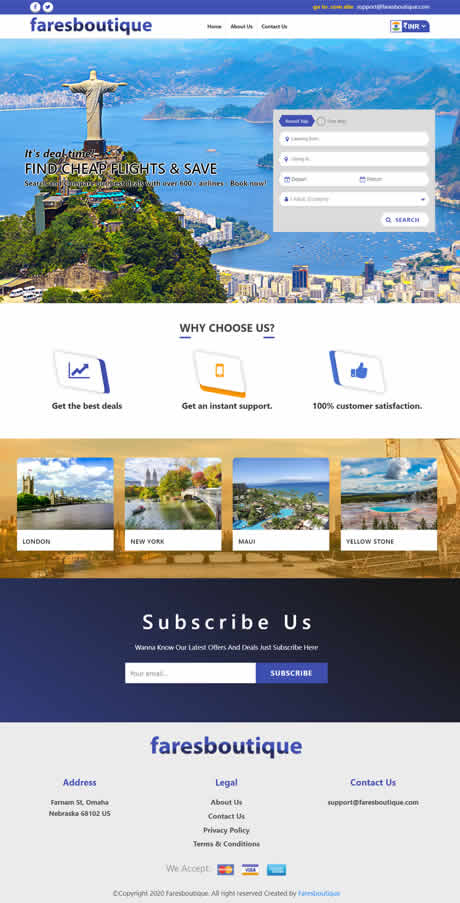 go to: .com site support@faresboutique.com
faresboutique
Home About Us Contact Us
₹INR
Round Trip One Way
Leaving from..
Going to..
Depart Return
1 Adult, Economy
SEARCH
It's deal time!
FIND CHEAP FLIGHTS & SAVE
Search and compare our best deals with over 600+ airlines Book now!
WHY CHOOSE US?
Get the best deals
Get an instant support.
100% customer satisfaction.
LONDON
NEW YORK
MAUI
YELLOW STONE
Subscribe Us
Wanna Know Our Latest Offers And Deals Just Subscribe Here
Your email... SUBSCRIBE
faresboutique
Address
Farnam St, Omaha
Nebraska 68102 US
Legal
About Us
Contact Us
Privacy Policy
Terms & Conditions
Contact Us
support@faresboutique.com
We Accept: VISA
©Copyright 2020 Faresboutique. All right reserved Created by Faresboutique